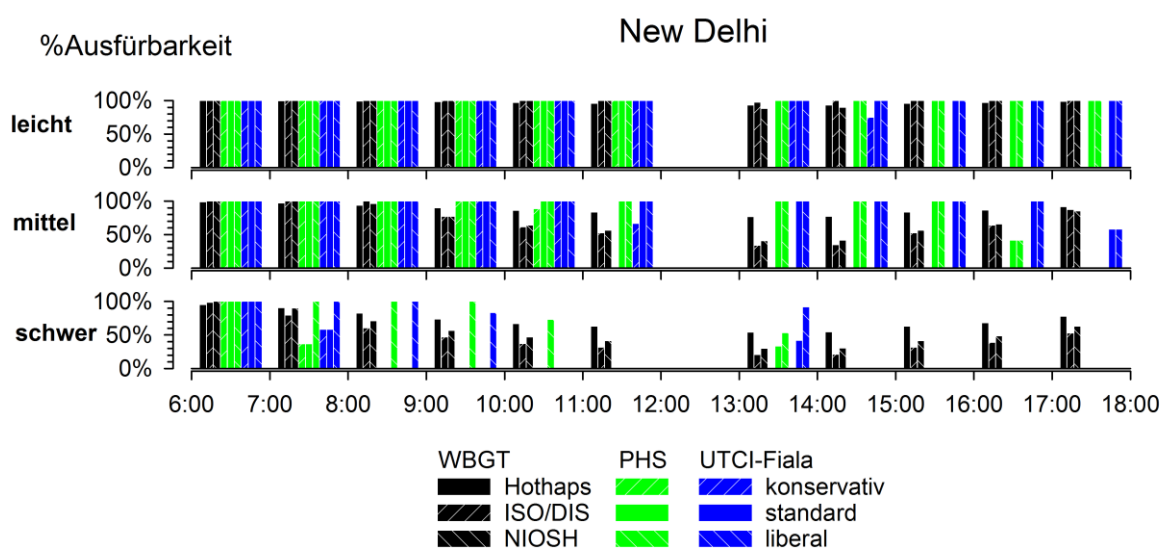 New Delhi
%Ausfürbarkeit
100%
leicht 50%
0%
100%
mittel 50%
0%
100%
schwer 50%
0%
6:00 7:00 8:00 9:00 10:00 11:00 12:00 13:00 14:00 15:00 16:00 17:00 18:00
WBGT PHS UTCI-Fiala
Hothaps konservativ
ISO/DIS standard
NIOSH liberal